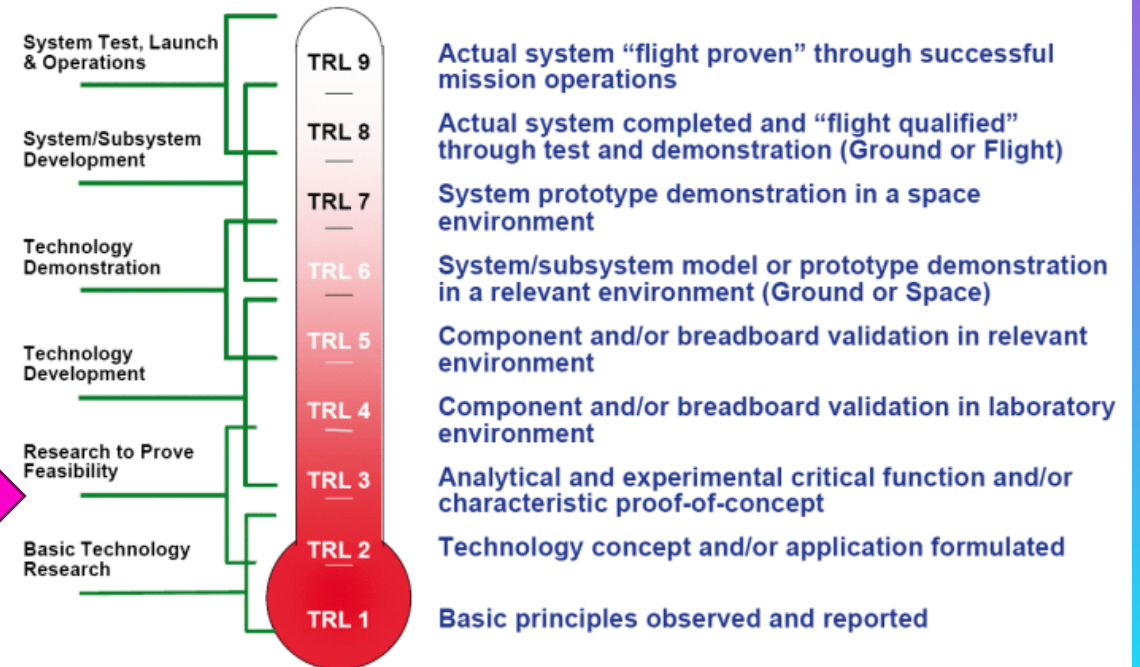 System Test, Launch
& Operations
System/Subsystem
Development
Technology
Demonstration
Technology
Development
Research to Prove
Feasibility
Basic Technology
Research
TRL 9
TRL 8
TRL 7
TRL 6
TRL 5
TRL 4
TRL 3
TRL 2
TRL 1
Actual system “flight proven” through successful
mission operations
Actual system completed and “flight qualified”
through test and demonstration (Ground or Flight)
System prototype demonstration in a space
environment
System/subsystem model or prototype demonstration
in a relevant environment (Ground or Space)
Component and/or breadboard validation in relevant
environment
Component and/or breadboard validation in laboratory
environment
Analytical and experimental critical function and/or
characteristic proof-of-concept
Technology concept and/or application formulated
Basic principles observed and reported